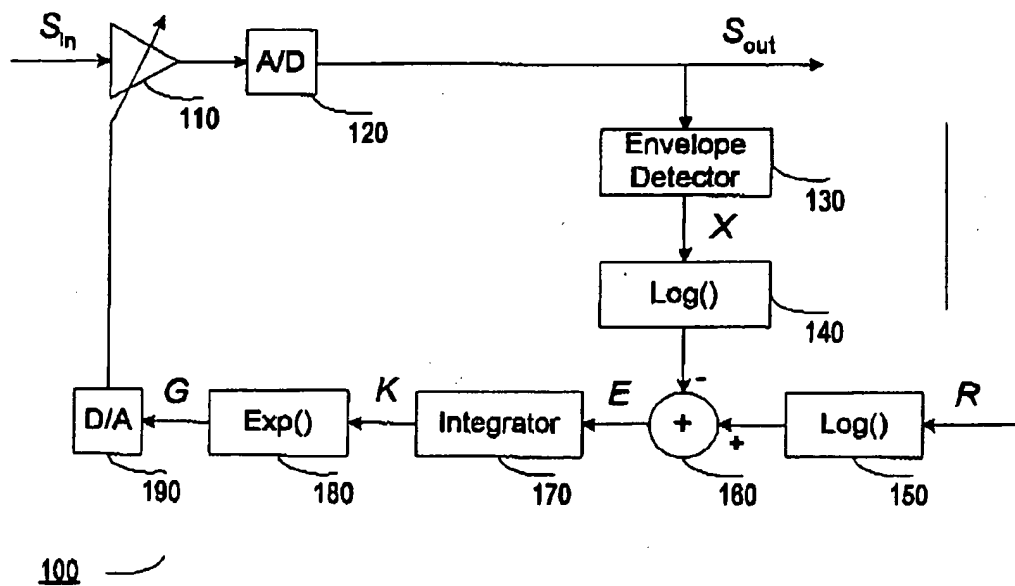 S_in
A/D
S_out
110
120
Envelope
Detector
130
X
Log()
140
-
G
K
E
R
D/A
Exp()
Integrator
+
+
Log()
190
180
170
160
150
100